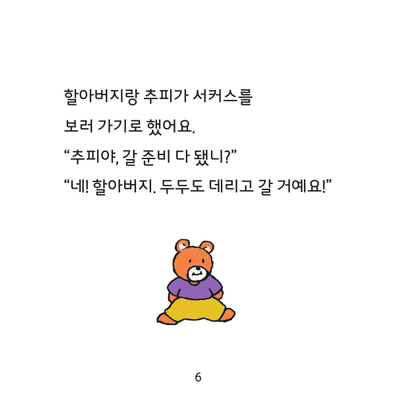 할아버지랑 추피가 서커스를
보러 가기로 했어요.
“추피야, 갈 준비 다 됐니?”
“네! 할아버지. 두두도 데리고 갈 거예요!”
6